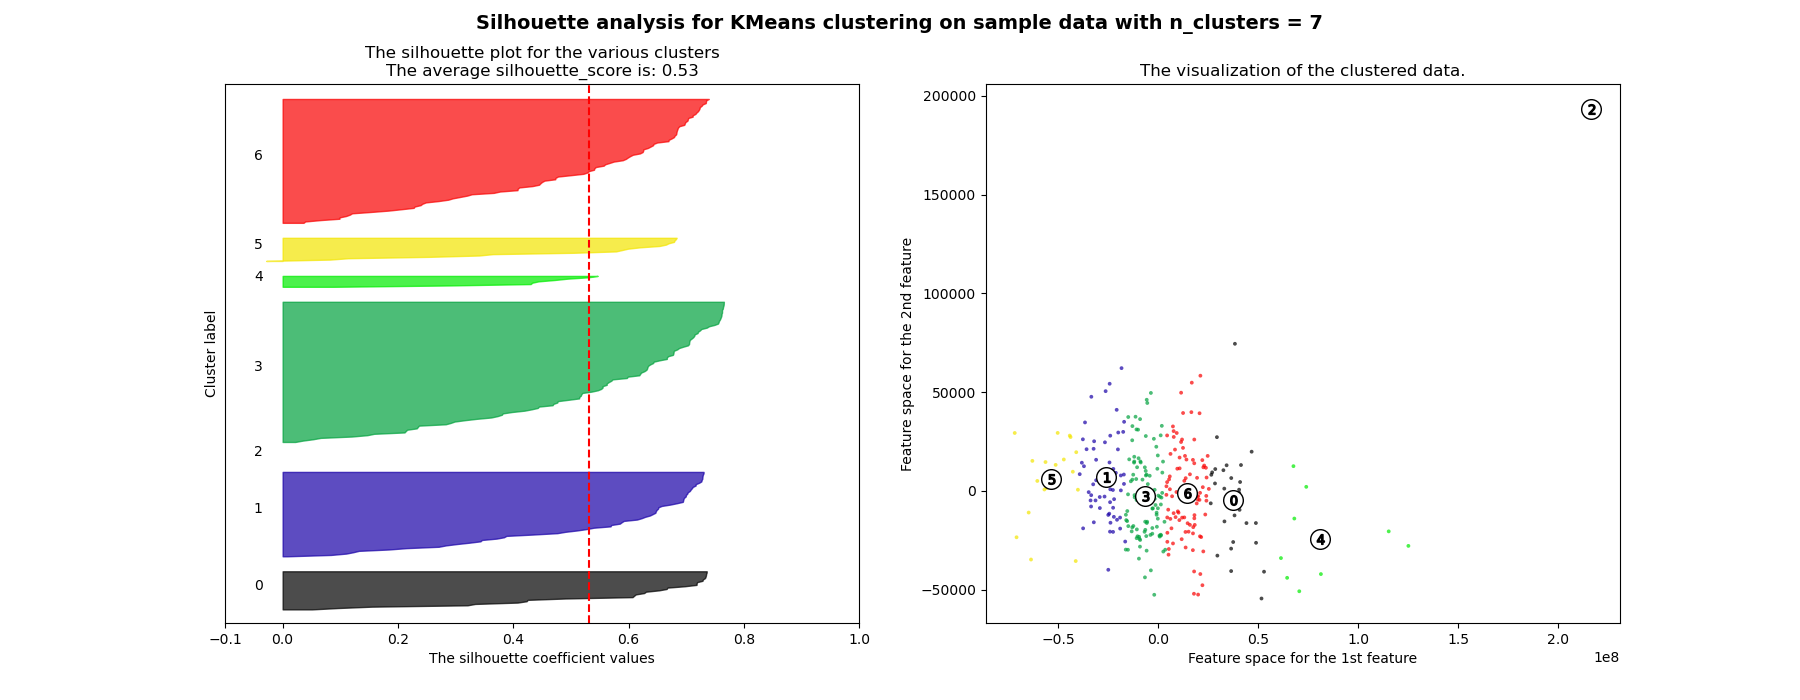 Silhouette analysis for KMeans clustering on sample data with n_clusters = 7
The silhouette plot for the various clusters
The average silhouette_score is: 0.53
6
5
4
3
2
1
0
Cluster label
−0.1 0.0 0.2 0.4 0.6 0.8 1.0
The silhouette coefficient values
The visualization of the clustered data.
200000
150000
100000
50000
0
−50000
Feature space for the 2nd feature
2
5 1 3 6 0 4
−0.5 0.0 0.5 1.0 1.5 2.0
1e8
Feature space for the 1st feature